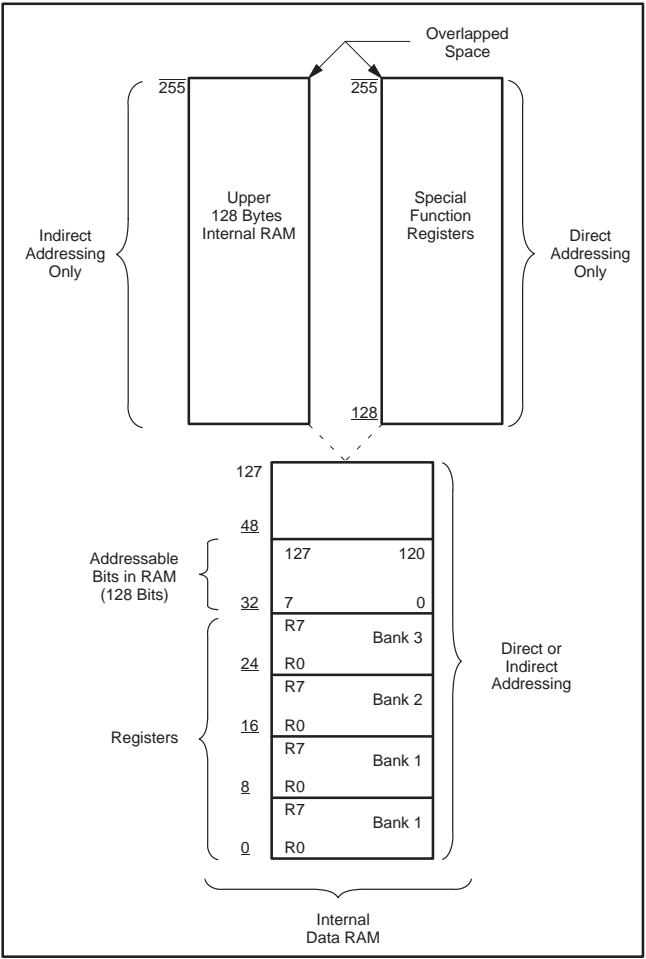 Overlapped
Space
255
255
Upper
128 Bytes
Internal RAM
Special
Function
Registers
Indirect
Addressing
Only
Direct
Addressing
Only
128
127
48
Addressable
Bits in RAM
(128 Bits)
127 120
32 7 0
R7
Bank 3
24 R0
R7
Bank 2
16 R0
Registers
R7
Bank 1
8 R0
R7
Bank 1
0 R0
Direct or
Indirect
Addressing
Internal
Data RAM